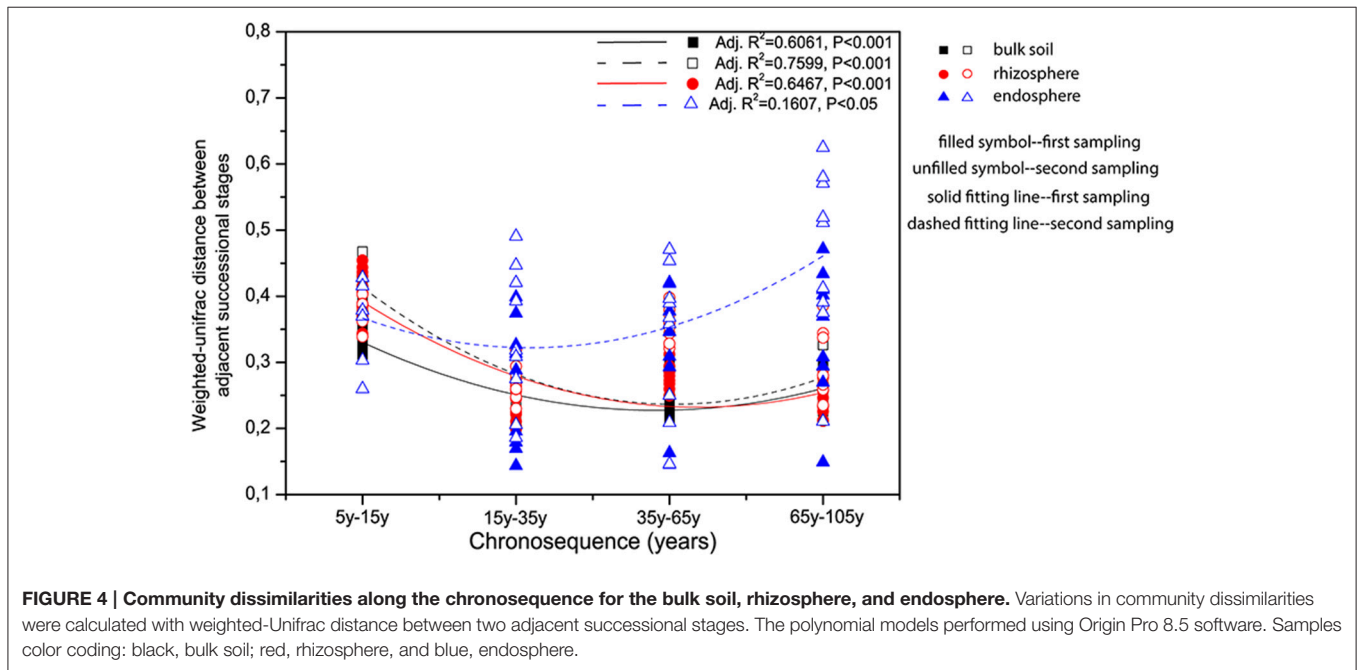 0,8
0,7
0,6
0,5
0,4
0,3
0,2
0,1
Weighted-unifrac distance between
adjacent successional stages
Adj. R²=0.6061, P<0.001
Adj. R²=0.7599, P<0.001
Adj. R²=0.6467, P<0.001
Adj. R²=0.1607, P<0.05
bulk soil
rhizosphere
endosphere
filled symbol--first sampling
unfilled symbol--second sampling
solid fitting line--first sampling
dashed fitting line--second sampling
5y-15y
15y-35y
35y-65y
65y-105y
Chronosequence (years)
FIGURE 4 | Community dissimilarities along the chronosequence for the bulk soil, rhizosphere, and endosphere. Variations in community dissimilarities
were calculated with weighted-Unifrac distance between two adjacent successional stages. The polynomial models performed using Origin Pro 8.5 software. Samples
color coding: black, bulk soil; red, rhizosphere, and blue, endosphere.